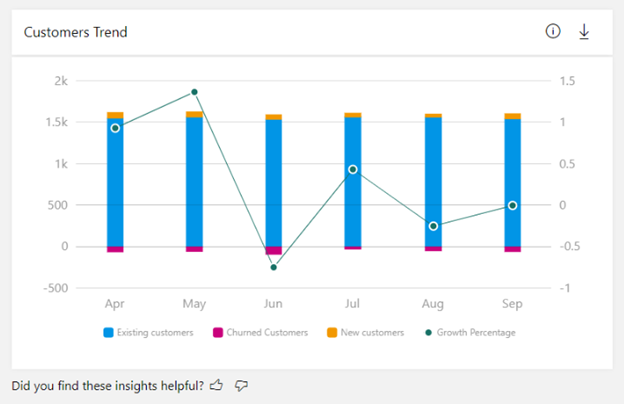 Customers Trend
2k 1.5
1.5k 1
1k 0.5
500 0
0 -0.5
-500 -1
Apr May Jun Jul Aug Sep
Existing customers Churned Customers New customers Growth Percentage
Did you find these insights helpful?